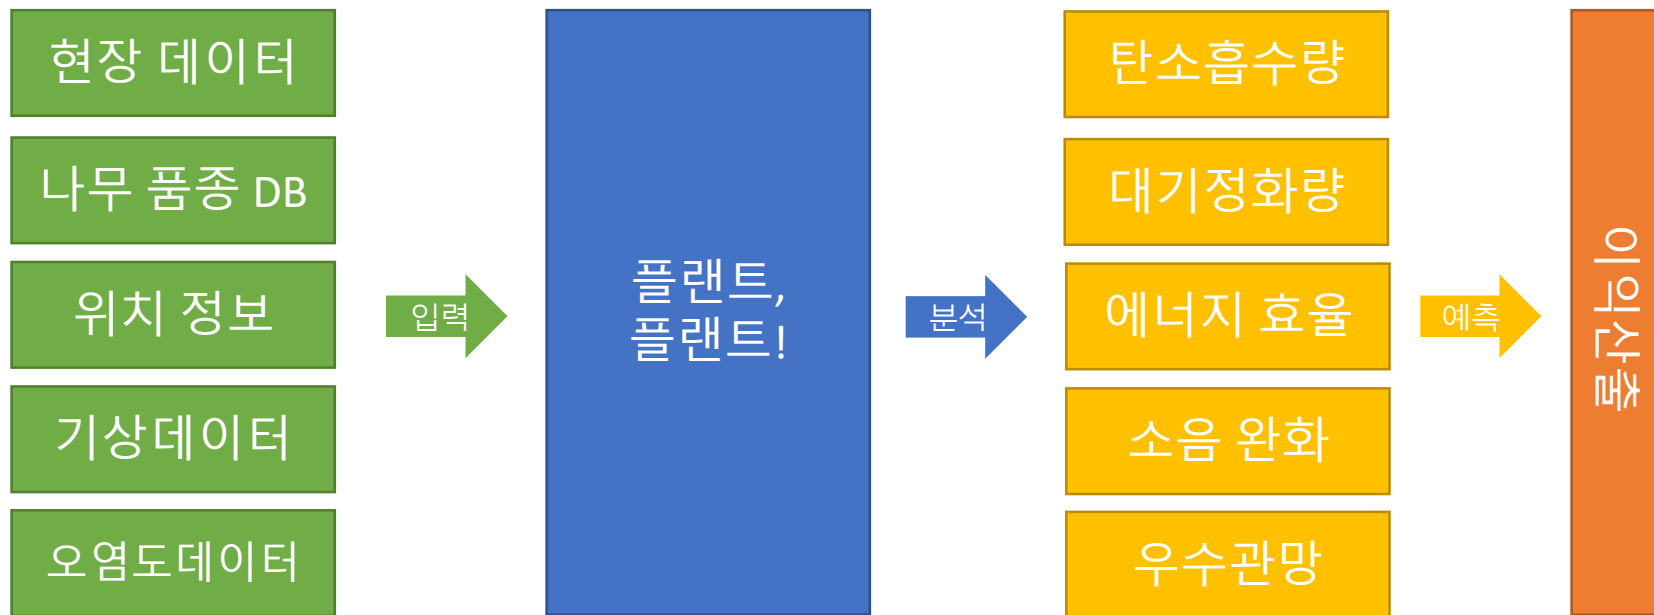 현장 데이터
나무 품종 DB
위치 정보
기상데이터
오염도데이터
입력
플랜트,
플랜트!
분석
탄소흡수량
대기정화량
에너지 효율
소음 완화
우수관망
예측
이익산출